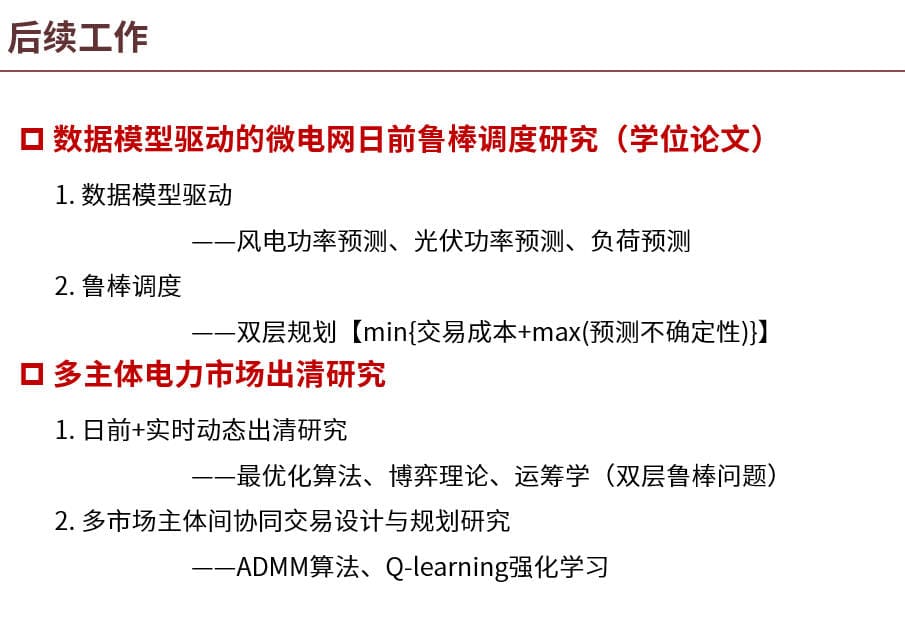 后续工作
数据模型驱动的微电网日前鲁棒调度研究（学位论文）
1. 数据模型驱动
——风电功率预测、光伏功率预测、负荷预测
2. 鲁棒调度
——双层规划【min{交易成本+max(预测不确定性)}】
多主体电力市场出清研究
1. 日前+实时动态出清研究
——最优化算法、博弈理论、运筹学（双层鲁棒问题）
2. 多市场主体间协同交易设计与规划研究
——ADMM算法、Q-learning强化学习